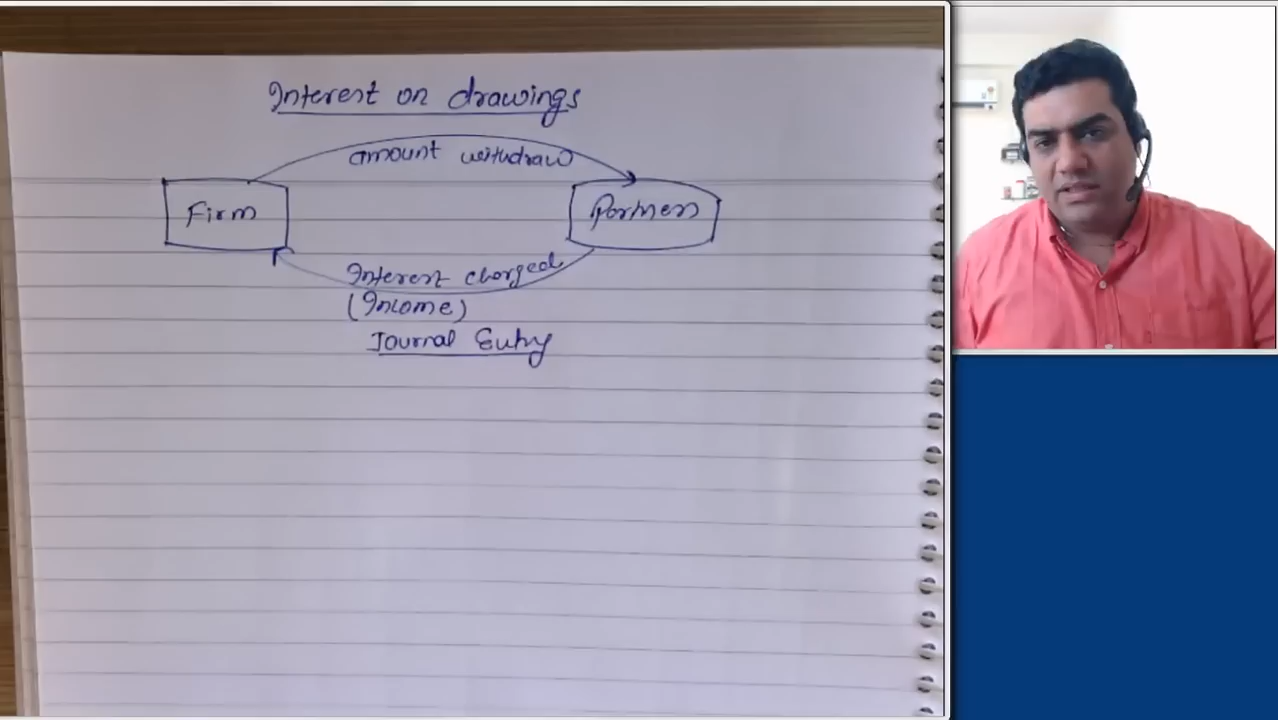 Interest on drawings
amount withdraw
Firm
Partners
Interest charged
(Income)
Journal Entry